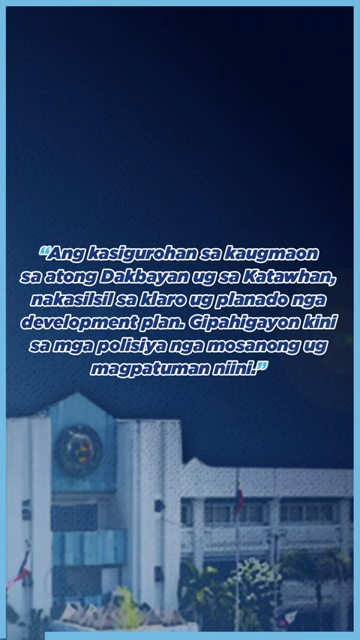 “Ang kasigurohan sa kaugmaon
sa atong Dakbayan ug sa Katawhan,
nakasilsil sa klaro ug planado nga
development plan. Gipahigayon kini
sa mga polisiya nga mosanong ug
magpatuman niini.”